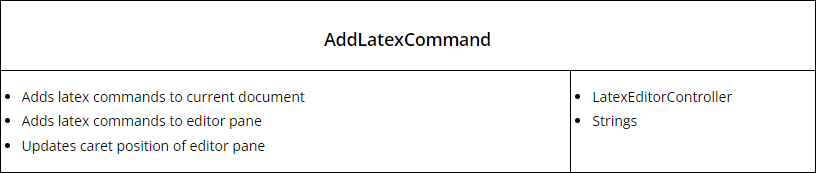 AddLatexCommand
• Adds latex commands to current document
• Adds latex commands to editor pane
• Updates caret position of editor pane
• LatexEditorController
• Strings